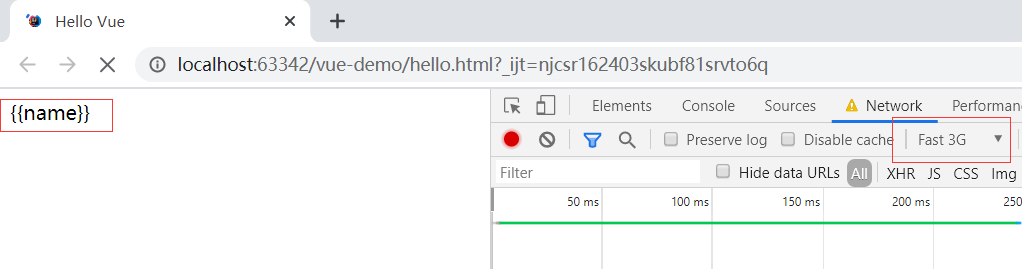 Hello Vue
localhost:63342/vue-demo/hello.html?_ijt=njcsr162403skubf81srvto6q
{{name}}
Elements Console Sources Network Performance
Preserve log Disable cache Fast 3G
Filter Hide data URLs All XHR JS CSS Img
50 ms 100 ms 150 ms 200 ms 250